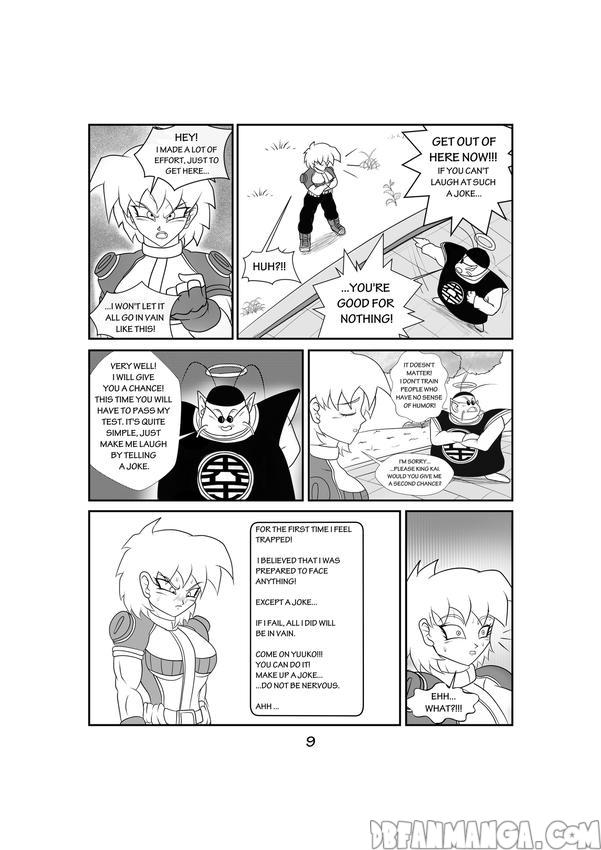 GET OUT OF
HERE NOW!!!
IF YOU CAN'T
LAUGH AT SUCH
A JOKE...
...YOU'RE
GOOD FOR
NOTHING!
HUH?!!
HEY!
I MADE A LOT OF
EFFORT, JUST TO
GET HERE...
...I WON'T LET IT
ALL GO IN VAIN
LIKE THIS!
IT DOESN'T
MATTER!
I DON'T TRAIN
PEOPLE WHO
HAVE NO SENSE
OF HUMOR!
I'M SORRY...
...PLEASE KING KAI.
WOULD YOU GIVE ME
A SECOND CHANCE?
VERY WELL!
I WILL GIVE
YOU A CHANCE!
THIS TIME YOU WILL
HAVE TO PASS MY
TEST. IT'S QUITE
SIMPLE, JUST
MAKE ME LAUGH
BY TELLING
A JOKE.
EHH...
WHAT?!!!
FOR THE FIRST TIME I FEEL
TRAPPED!
I BELIEVED THAT I WAS
PREPARED TO FACE
ANYTHING!
EXCEPT A JOKE...
IF I FAIL, ALL I DID WILL
BE IN VAIN.
COME ON YUUKO!!!
YOU CAN DO IT!
MAKE UP A JOKE...
...DO NOT BE NERVOUS.
AHH ...
9
DBFANMANGA.COM